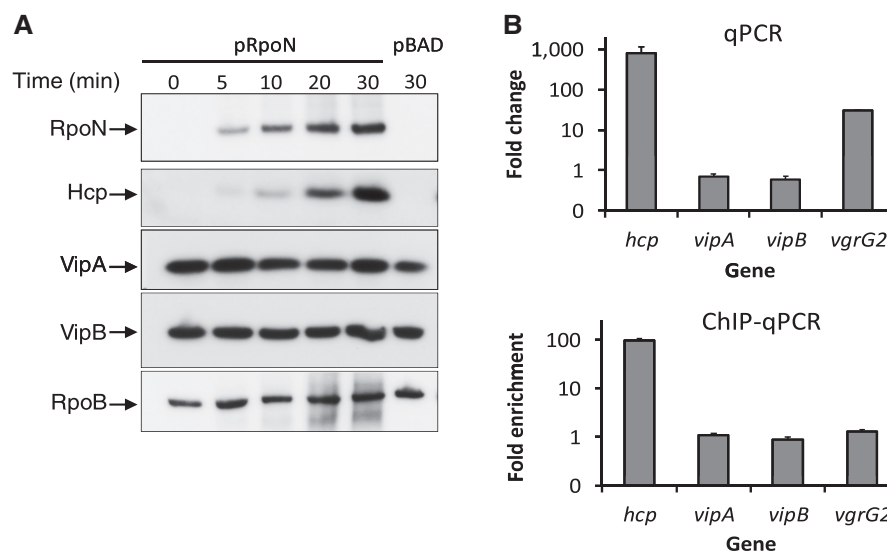 A
pRpoN pBAD
Time (min) 0 5 10 20 30 30
RpoN
Hcp
VipA
VipB
RpoB
B
qPCR
Fold change
1,000
100
10
1
0
hcp vipA vipB vgrG2
Gene
ChIP-qPCR
Fold enrichment
100
10
1
0
hcp vipA vipB vgrG2
Gene